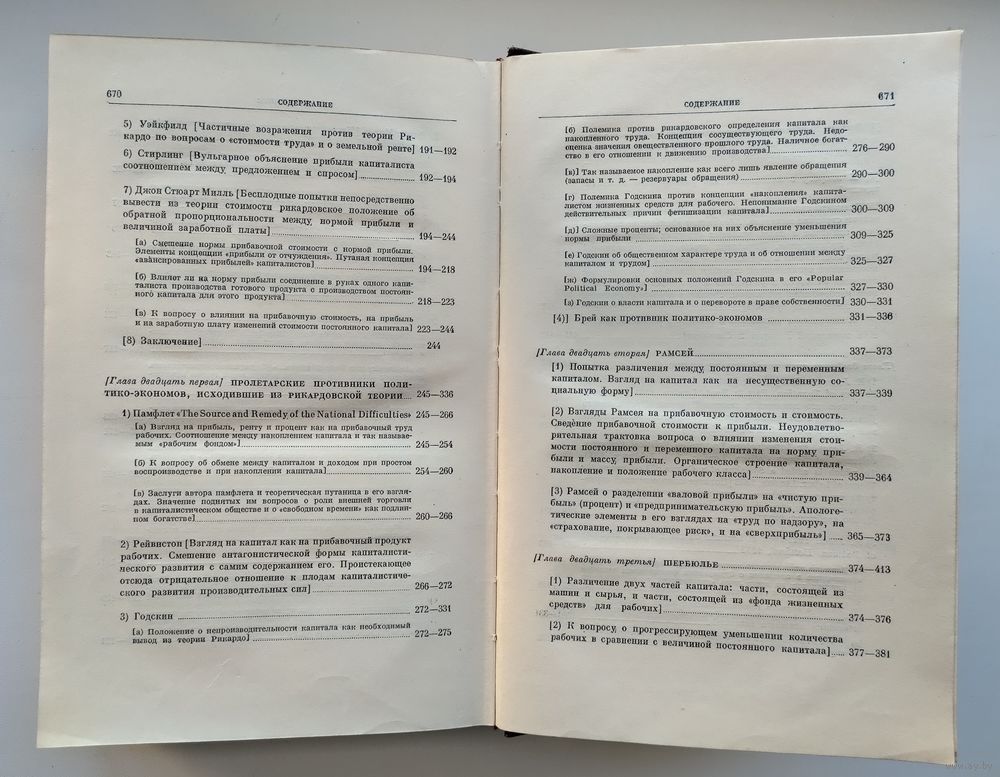 670
СОДЕРЖАНИЕ
5) Уэйкфилд [Частичные возражения против теории Ри-
кардо по вопросам о «стоимости труда» и о земельной ренте] 191—192
6) Стирлинг [Вульгарное объяснение прибыли капиталиста
соотношением между предложением и спросом] 192—194
7) Джон Стюарт Милль [Бесплодные попытки непосредственно
вывести из теории стоимости рикардовское положение об
обратной пропорциональности между нормой прибыли и
величиной заработной платы] 194—244
[а) Смешение нормы прибавочной стоимости с нормой прибыли.
Элементы концепции «прибыли от отчуждения». Путаная концепция
«авансированных прибылей» капиталистов] 194—218
[б) Влияет ли на норму прибыли соединение в руках одного капи-
талиста производства готового продукта с производством постоян-
ного капитала для этого продукта] 218—223
[в) К вопросу о влиянии на прибавочную стоимость, на прибыль
и на заработную плату изменений стоимости постоянного капитала] 223—244
[8) Заключение] 244
[Глава двадцать первая] ПРОЛЕТАРСКИЕ ПРОТИВНИКИ ПОЛИ-
ТИКО-ЭКОНОМОВ, ИСХОДИВШИЕ ИЗ РИКАРДОВСКОЙ ТЕОРИИ 245—336
1) Памфлет «The Source and Remedy of the National Difficulties» 245—266
[а) Взгляд на прибыль, ренту и процент как на прибавочный труд
рабочих. Соотношение между накоплением капитала и так называе-
мым «рабочим фондом»] 245—254
[б) К вопросу об обмене между капиталом и доходом при простом
воспроизводстве и при накоплении капитала] 254—260
[в) Заслуги автора памфлета и теоретическая путаница в его взгля-
дах. Значение поднятых им вопросов о роли внешней торговли
в капиталистическом обществе и о «свободном времени» как подлин-
ном богатстве] 260—266
2) Рейвнстон [Взгляд на капитал как на прибавочный продукт
рабочих. Смешение антагонистической формы капиталисти-
ческого развития с самим содержанием его. Проистекающее
отсюда отрицательное отношение к плодам капиталистиче-
ского развития производительных сил] 266—272
3) Годскин 272—331
[а) Положение о непроизводительности капитала как необходимый
вывод из теории Рикардо] 272—275
671
СОДЕРЖАНИЕ
[б) Полемика против рикардовского определения капитала как
накопленного труда. Концепция сосуществующего труда. Недо-
оценка значения овеществленного прошлого труда. Наличное богат-
ство в его отношении к движению производства] 276—290
[в)] Так называемое накопление как всего лишь явление обращения
(запасы и т. д. — резервуары обращения) 290—300
[г) Полемика Годскина против концепции «накопления» капита-
листом жизненных средств для рабочего. Непонимание Годскином
действительных причин фетишизации капитала] 300—309
[д)] Сложные проценты; основанное на них объяснение уменьшения
нормы прибыли 309—325
[е) Годскин об общественном характере труда и об отношении между
капиталом и трудом] 325—327
[ж) Формулировки основных положений Годскина в его «Popular
Political Economy»] 327—330
[з) Годскин о власти капитала и о перевороте в праве собственности] 330—331
[4)] Брей как противник политико-экономов 331—336
[Глава двадцать вторая] РАМСЕЙ 337—373
[1) Попытка различения между постоянным и переменным
капиталом. Взгляд на капитал как на несущественную со-
циальную форму] 337—339
[2) Взгляды Рамсея на прибавочную стоимость и стоимость.
Сведение прибавочной стоимости к прибыли. Неудовлетво-
рительная трактовка вопроса о влиянии изменения стои-
мости постоянного и переменного капитала на норму при-
были и массу прибыли. Органическое строение капитала,
накопление и положение рабочего класса] 339—364
[3) Рамсей о разделении «валовой прибыли» на «чистую при-
быль» (процент) и «предпринимательскую прибыль». Апологе-
тические элементы в его взглядах на «труд по надзору», на
«страхование, покрывающее риск», и на «сверхприбыль»] 365—373
[Глава двадцать третья] ШЕРБЮЛЬЕ 374—413
[1) Различение двух частей капитала: части, состоящей из
машин и сырья, и части, состоящей из «фонда жизненных
средств» для рабочих] 374—376
[2) К вопросу о прогрессирующем уменьшении количества
рабочих в сравнении с величиной постоянного капитала] 377—381